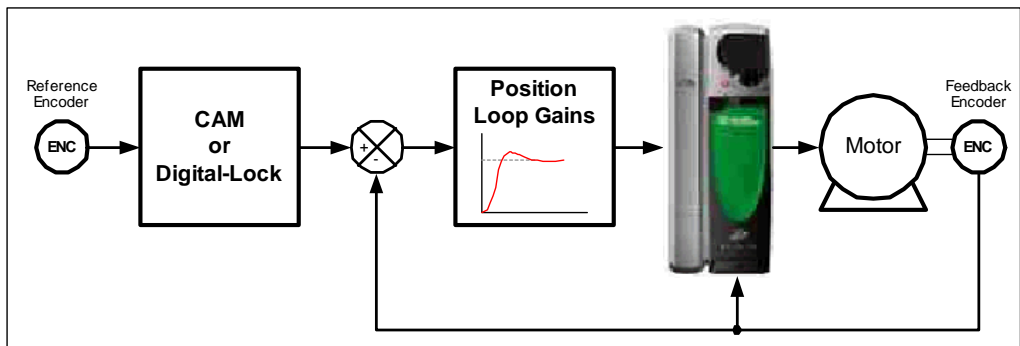 Reference
Encoder
ENC
CAM
or
Digital-Lock
+
-
Position
Loop Gains
Motor
Feedback
Encoder
ENC